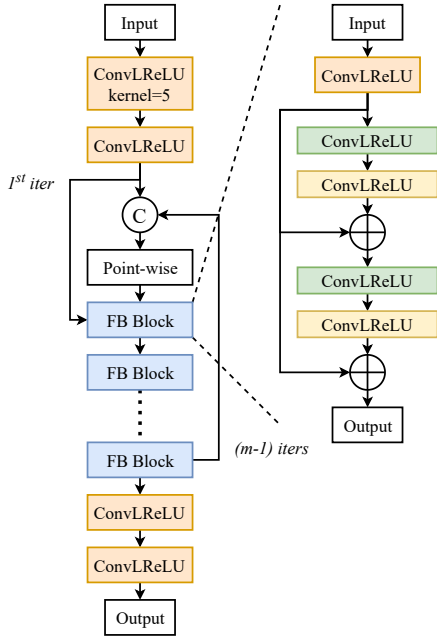 Input
ConvLReLU
kernel=5
ConvLReLU
1st iter
C
Point-wise
FB Block
FB Block
FB Block
(m-1) iters
ConvLReLU
ConvLReLU
Output
Input
ConvLReLU
ConvLReLU
ConvLReLU
ConvLReLU
ConvLReLU
Output